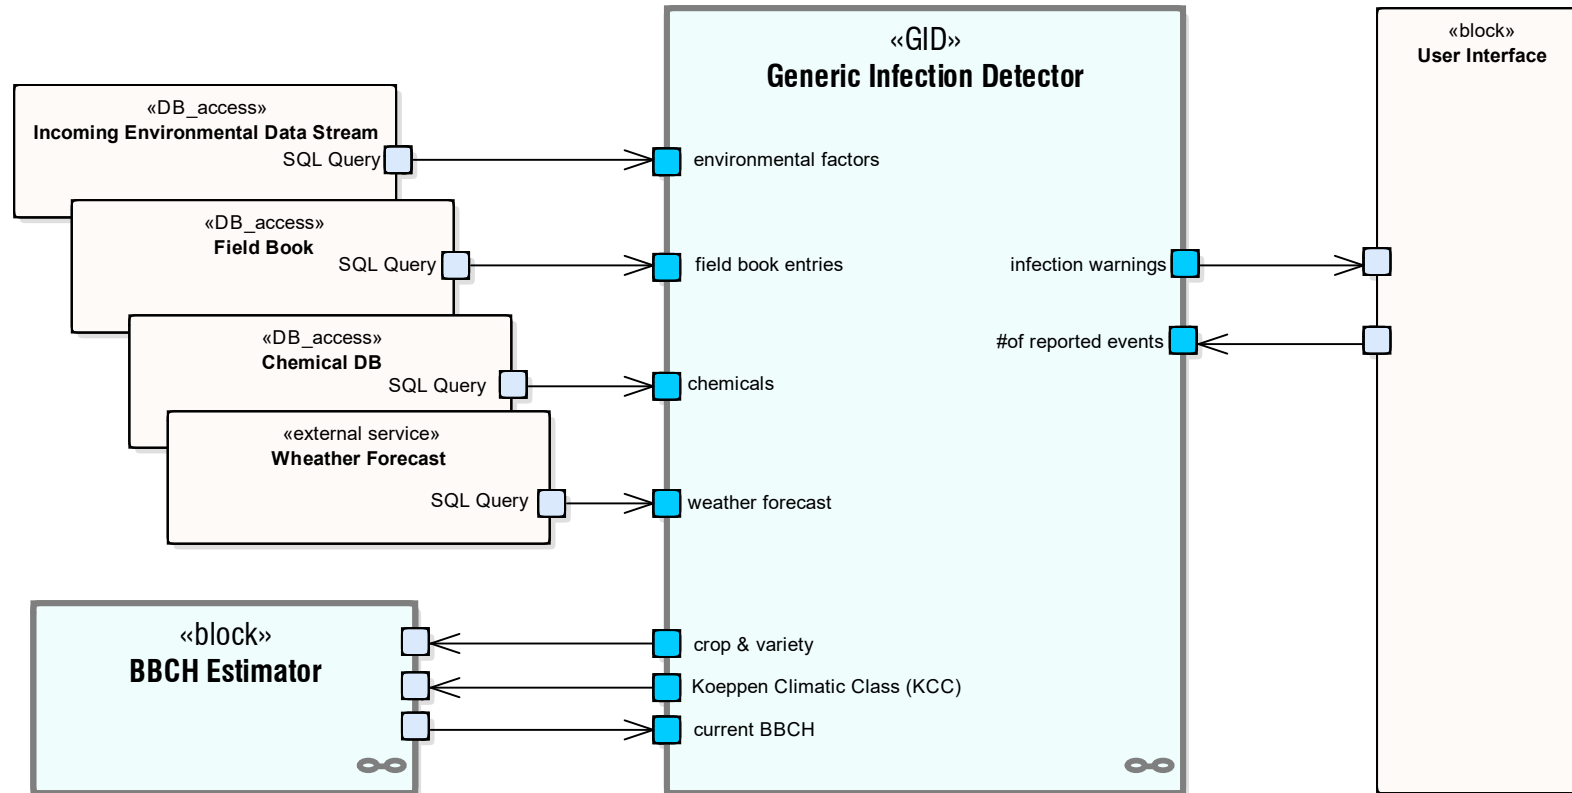 «DB_access»
Incoming Environmental Data Stream
SQL Query
«DB_access»
Field Book
SQL Query
«DB_access»
Chemical DB
SQL Query
«external service»
Wheather Forecast
SQL Query
«block»
BBCH Estimator
«GID»
Generic Infection Detector
environmental factors
field book entries
chemicals
weather forecast
crop & variety
Koeppen Climatic Class (KCC)
current BBCH
infection warnings
#of reported events
«block»
User Interface